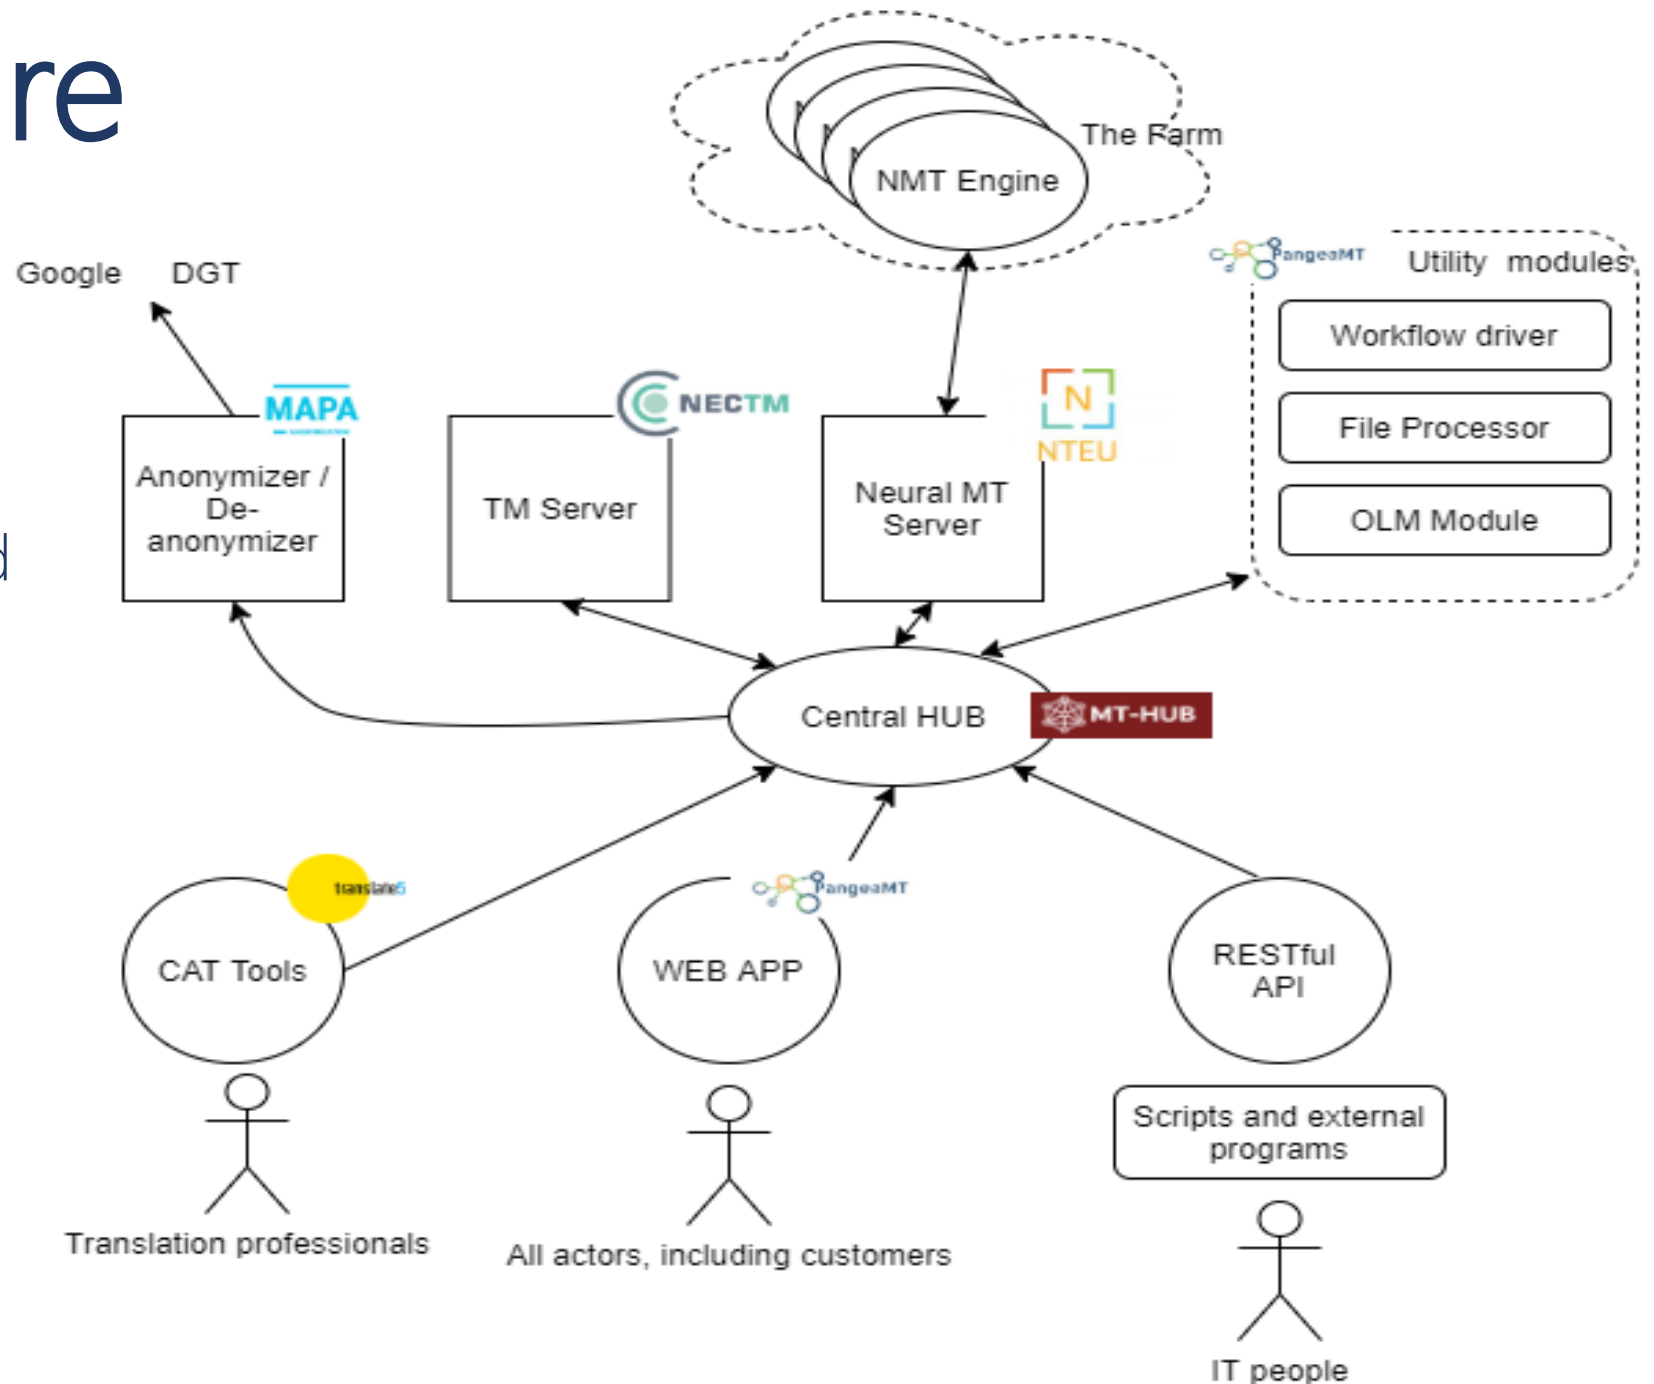 re
The Farm
NMT Engine
Google DGT
PangeaMT
Utility modules
Workflow driver
File Processor
OLM Module
MAPA
NECTM
N
NTEU
Anonymizer /
De-
anonymizer
TM Server
Neural MT
Server
d
Central HUB
MT-HUB
translate5
PangeaMT
CAT Tools
WEB APP
RESTful
API
Scripts and external
programs
Translation professionals
All actors, including customers
IT people